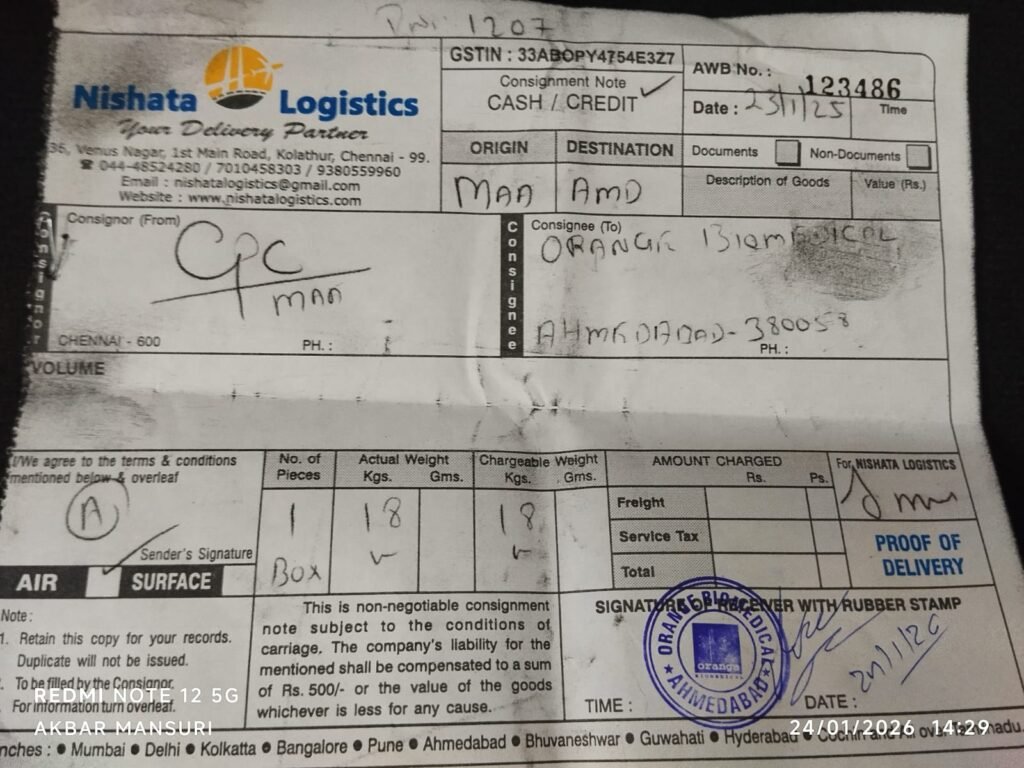 1207
Nishata Logistics
Your Delivery Partner
36, Venus Nagar, 1st Main Road, Kolathur, Chennai - 99.
☎ 044-48524280 / 7010458303 / 9380559960
Email : nishatalogistics@gmail.com
Website : www.nishatalogistics.com
GSTIN : 33ABOPY4754E3Z7
Consignment Note
CASH / CREDIT
AWB No. : 123486
Date : 23/1/25 Time
ORIGIN DESTINATION
MAA AMD
Documents Non-Documents
Description of Goods Value (Rs.)
Consignor
Consignor (From)
CPC
MAA
CHENNAI - 600 PH. :
Consignee
Consignee (To)
ORANGE BIOMEDICAL
AHMEDABAD - 380058
PH. :
VOLUME
I/We agree to the terms & conditions
mentioned below & overleaf
A
Sender's Signature
AIR SURFACE
No. of Pieces
1
BOX
Actual Weight
Kgs. Gms.
18
Chargeable Weight
Kgs. Gms.
18
AMOUNT CHARGED
Rs. Ps.
Freight
Service Tax
Total
For NISHATA LOGISTICS
PROOF OF
DELIVERY
Note :
1. Retain this copy for your records.
Duplicate will not be issued.
To be filled by the Consignor.
For information turn overleaf.
This is non-negotiable consignment
note subject to the conditions of
carriage. The company's liability for the
mentioned shall be compensated to a sum
of Rs. 500/- or the value of the goods
whichever is less for any cause.
SIGNATURE OF RECEIVER WITH RUBBER STAMP
ORANGE BIOMEDICAL
orange
BIOMEDICAL
★ AHMEDABAD ★
TIME : DATE :
REDMI NOTE 12 5G
AKBAR MANSURI
24/01/2026 14:29
nches : ● Mumbai ● Delhi ● Kolkatta ● Bangalore ● Pune ● Ahmedabad ● Bhuvaneshwar ● Guwahati ● Hyderabad ● Cochin and All over Tamilnadu.